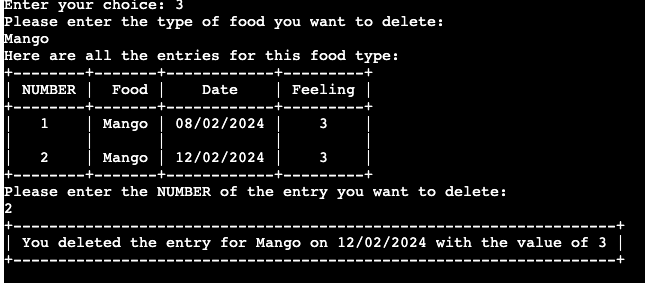 Enter your choice: 3
Please enter the type of food you want to delete:
Mango
Here are all the entries for this food type:
+--------+-------+------------+---------+
| NUMBER |  Food |    Date    | Feeling |
+--------+-------+------------+---------+
|   1    | Mango | 08/02/2024 |    3    |
|        |       |            |         |
|   2    | Mango | 12/02/2024 |    3    |
+--------+-------+------------+---------+
Please enter the NUMBER of the entry you want to delete:
2
+--------------------------------------------------------------------+
| You deleted the entry for Mango on 12/02/2024 with the value of 3 |
+--------------------------------------------------------------------+